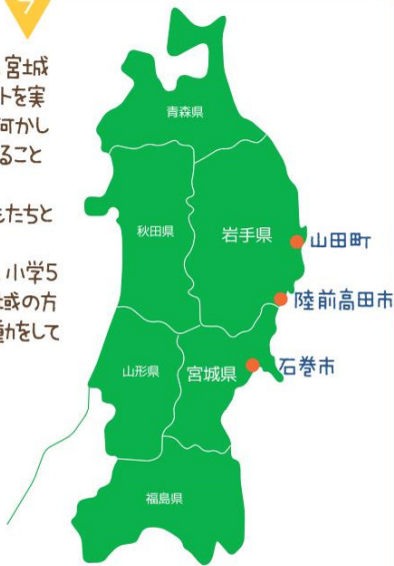 宮城
トを実
何かし
ること
もたちと
小学5
域の方
動をして
青森県
秋田県
岩手県
山田町
陸前高田市
山形県
宮城県
石巻市
福島県